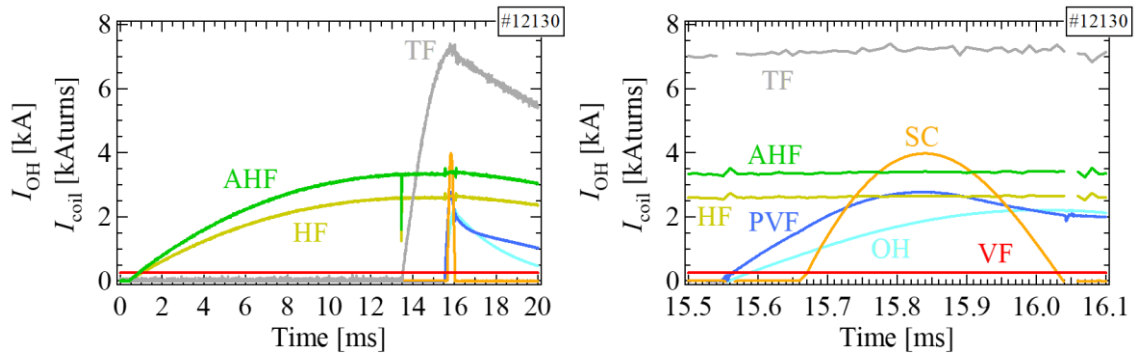 #12130
8
6
4
2
0
I_OH [kA]
I_coil [kAturns]
TF
AHF
HF
0 2 4 6 8 10 12 14 16 18 20
Time [ms]
#12130
8
6
4
2
0
I_OH [kA]
I_coil [kAturns]
TF
SC
AHF
HF
PVF
OH
VF
15.5 15.6 15.7 15.8 15.9 16.0 16.1
Time [ms]